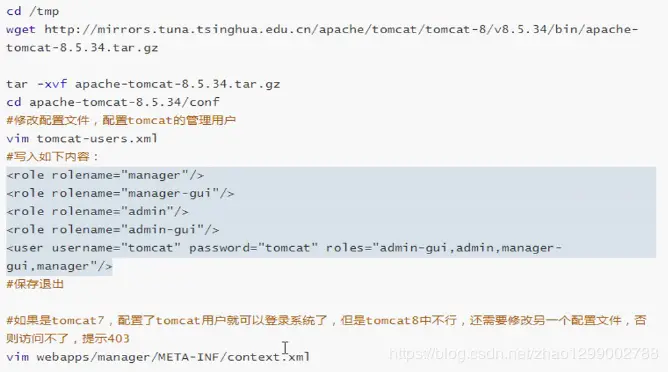 cd /tmp
wget http://mirrors.tuna.tsinghua.edu.cn/apache/tomcat/tomcat-8/v8.5.34/bin/apache-
tomcat-8.5.34.tar.gz
tar -xvf apache-tomcat-8.5.34.tar.gz
cd apache-tomcat-8.5.34/conf
#修改配置文件，配置tomcat的管理用户
vim tomcat-users.xml
#写入如下内容：
<role rolename="manager"/>
<role rolename="manager-gui"/>
<role rolename="admin"/>
<role rolename="admin-gui"/>
<user username="tomcat" password="tomcat" roles="admin-gui,admin,manager-
gui,manager"/>
#保存退出
#如果是tomcat7，配置了tomcat用户就可以登录系统了，但是tomcat8中不行，还需要修改另一个配置文件，否
则访问不了，提示403
vim webapps/manager/META-INF/context.xml
https://blog.csdn.net/zhao1299002788